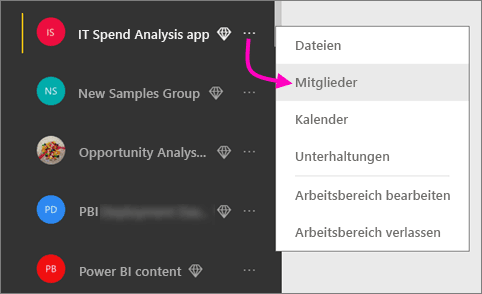 IS IT Spend Analysis app ...
Dateien
Mitglieder
NS New Samples Group ...
Kalender
Opportunity Analys... ...
Unterhaltungen
Arbeitsbereich bearbeiten
PD PBI ...
Arbeitsbereich verlassen
PB Power BI content ...